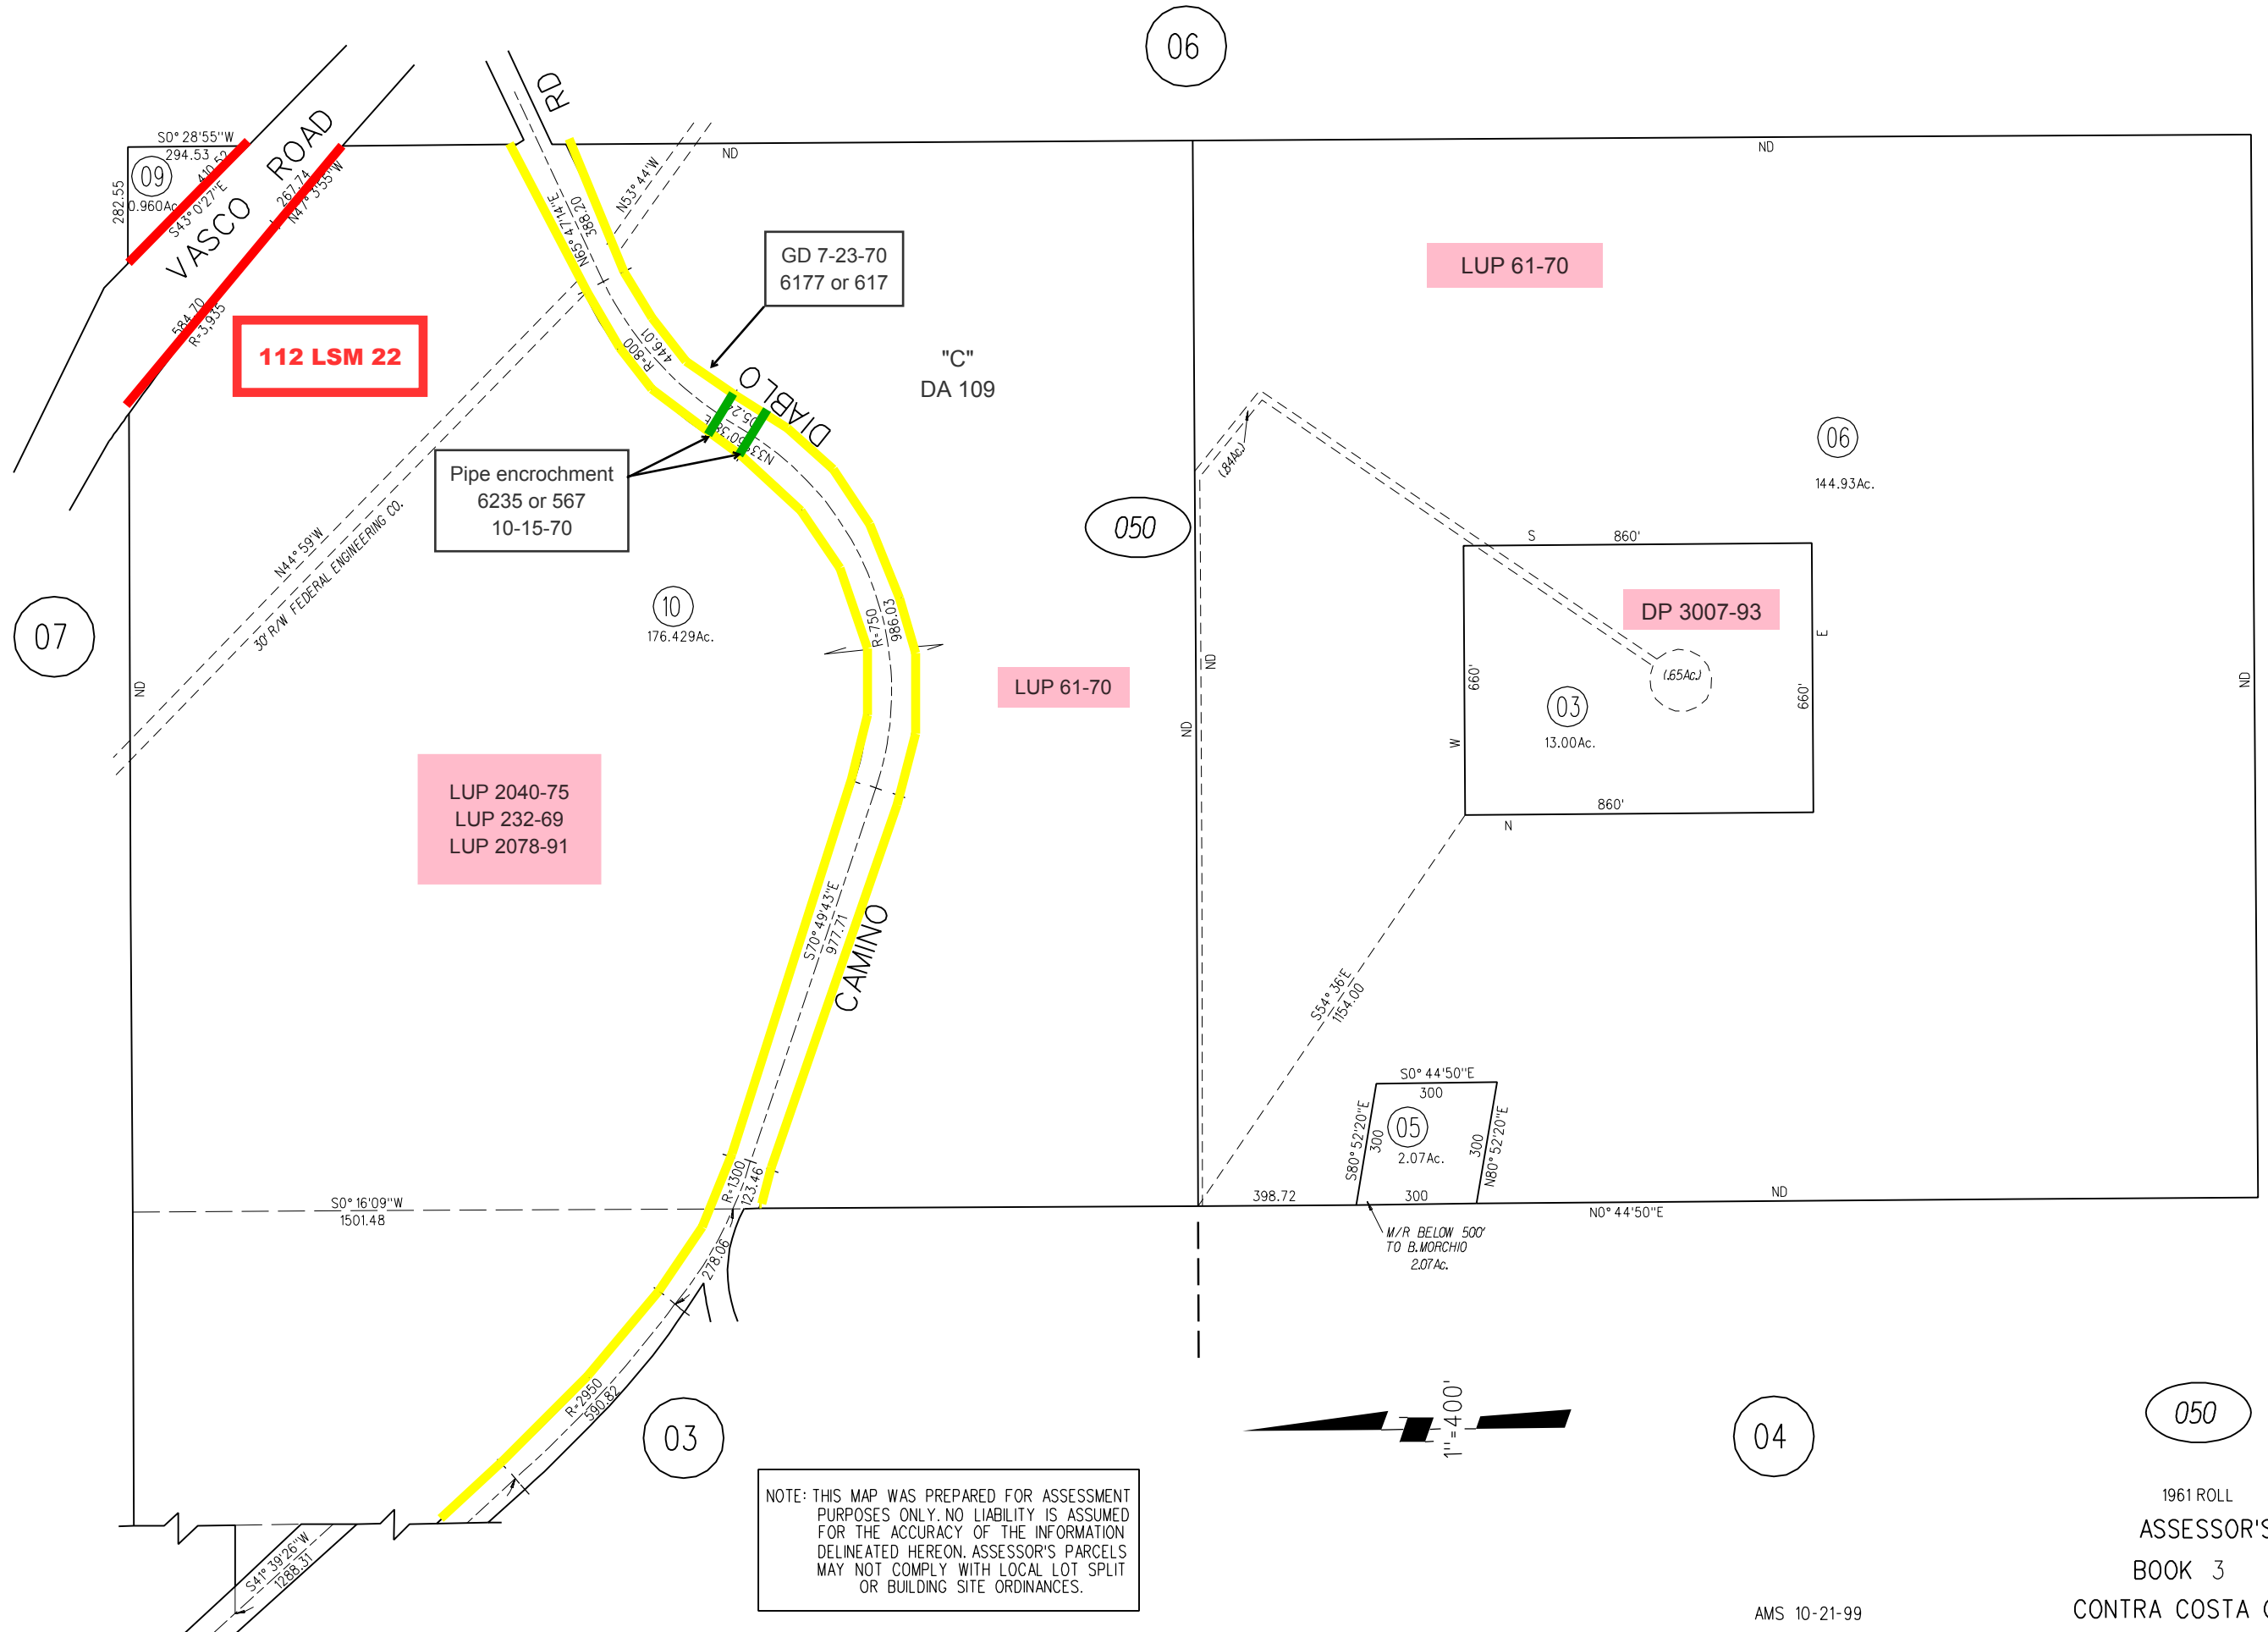 06
RD
S0° 28'55"W
294.53
09
0.960Ac.
282.55
410.52
S43° 0'27"E
VASCO ROAD
267.74
N47° 3'55"W
584.70
R=3,935
112 LSM 22
ND
ND
N53° 44'W
N65° 47'14"E
388.20
GD 7-23-70
6177 or 617
LUP 61-70
R=800
446.01
"C"
DA 109
DIABLO
Pipe encrochment
6235 or 567
10-15-70
(.84Ac.)
06
144.93Ac.
050
N44° 59'W
30' R/W FEDERAL ENGINEERING CO.
S
860'
10
176.429Ac.
R=750
986.03
DP 3007-93
E
07
ND
ND
LUP 61-70
660'
(.65Ac.)
660'
ND
03
13.00Ac.
ND
W
LUP 2040-75
LUP 232-69
LUP 2078-91
860'
N
S70° 49'43"E
977.71
CAMINO
S54° 36'E
1154.00
S0° 44'50"E
300
S80° 52'20"E
300
05
2.07Ac.
300
N80° 52'20"E
R=1300
123.46
S0° 16'09"W
1501.48
398.72
300
ND
N0° 44'50"E
M/R BELOW 500'
TO B.MORCHIO
2.07Ac.
278.06
R=2950
590.82
03
1"=400'
04
050
NOTE: THIS MAP WAS PREPARED FOR ASSESSMENT
PURPOSES ONLY. NO LIABILITY IS ASSUMED
FOR THE ACCURACY OF THE INFORMATION
DELINEATED HEREON. ASSESSOR'S PARCELS
MAY NOT COMPLY WITH LOCAL LOT SPLIT
OR BUILDING SITE ORDINANCES.
S41° 39'26"W
1288.31
1961 ROLL
ASSESSOR'S
BOOK 3
CONTRA COSTA
AMS 10-21-99